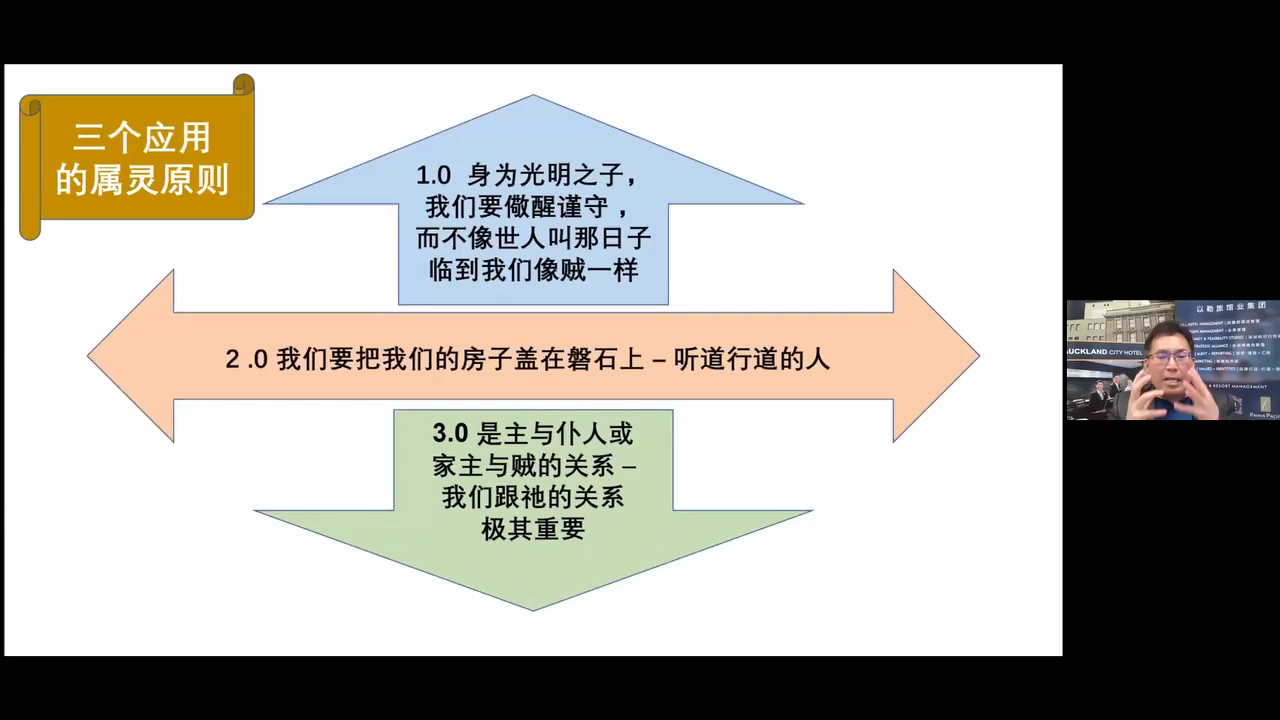 三个应用
的属灵原则
1.0 身为光明之子，
我们要儆醒谨守，
而不像世人叫那日子
临到我们像贼一样
2 .0 我们要把我们的房子盖在磐石上 – 听道行道的人
3.0 是主与仆人或
家主与贼的关系 –
我们跟祂的关系
极其重要
以勒旅馆业集团
AUCKLAND CITY HOTEL